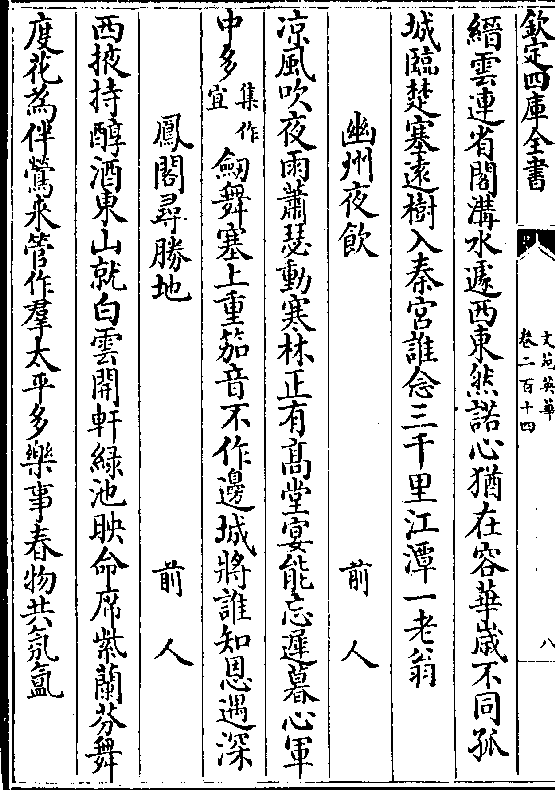 欽定四庫全書
文苑英華
卷二百十四
八
縉雲連省閣溝水遽西東然諾心猶在容華歲不同孤
城臨楚塞遠樹入秦宮誰念三千里江潭一老翁
幽州夜飲 前人
凉風吹夜雨蕭瑟動寒林正有髙堂宴能忘遲暮心軍
中多集作宜劒舞塞上重笳音不作邊城將誰知恩遇深
鳳閣尋勝地 前人
西掖持醇酒東山就白雲開軒綠池映命席紫蘭芬舞
度花為伴鶯來管作羣太平多樂事春物共氛氳